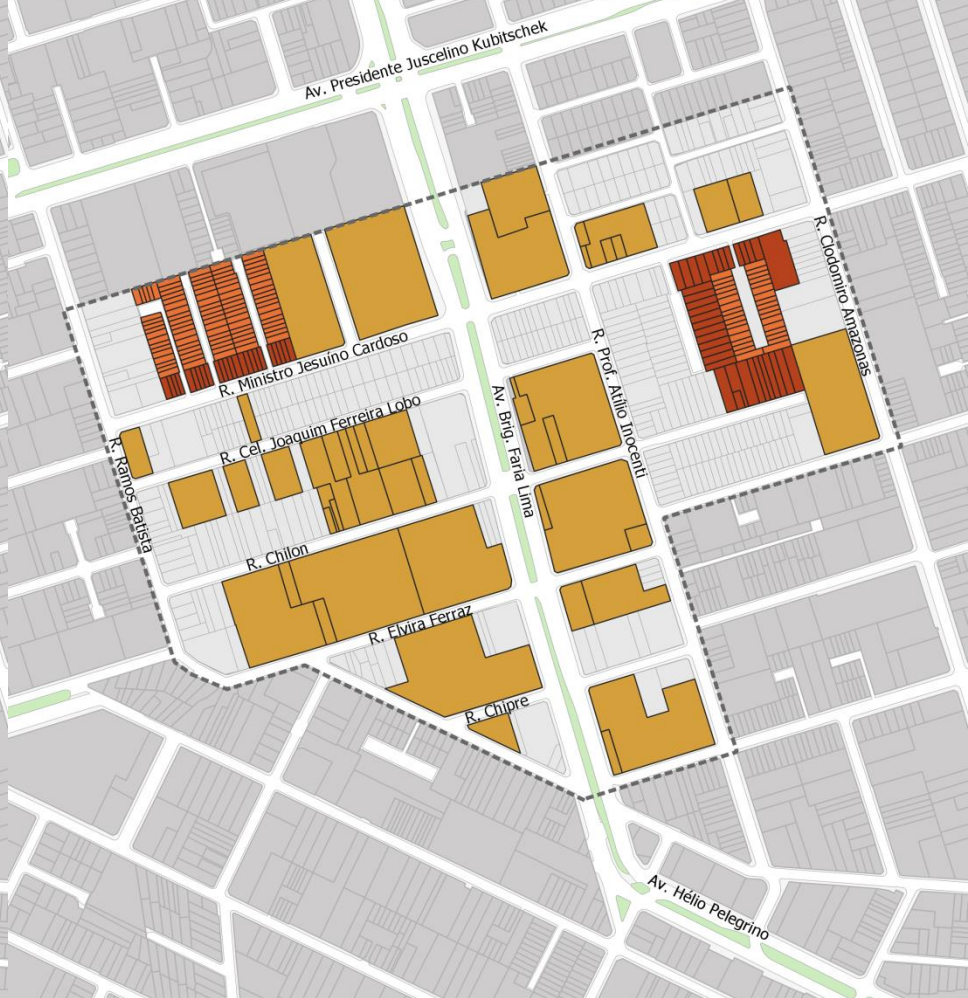 Av. Presidente Juscelino Kubitschek
R. Clodomiro Amazonas
R. Ministro Jesuíno Cardoso
R. Prof. Atílio Inocenti
R. Cel. Joaquim Ferreira Lobo
Av. Brig. Faria Lima
R. Ramos Batista
R. Chilon
R. Elvira Ferraz
R. Chipre
Av. Hélio Pelegrino